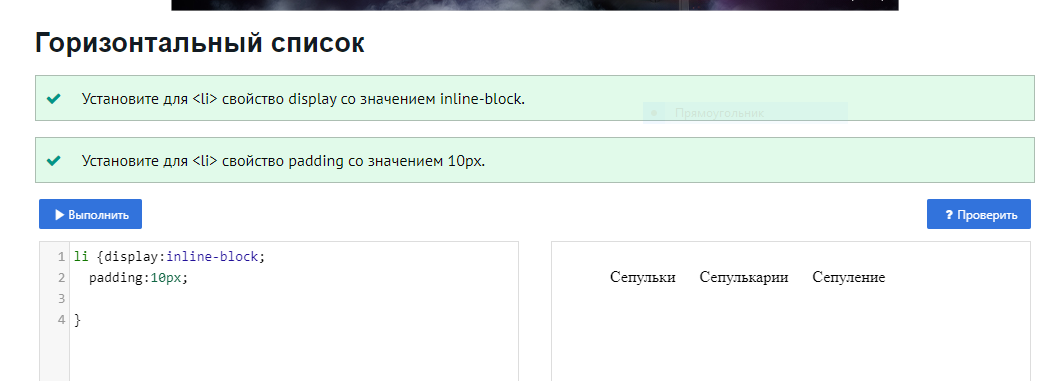 Горизонтальный список
Установите для <li> свойство display со значением inline-block.
Прямоугольник
Установите для <li> свойство padding со значением 10px.
Выполнить
? Проверить
1 li {display:inline-block;
2 padding:10px;
3
4 }
Сепульки Сепулькарии Сепуление